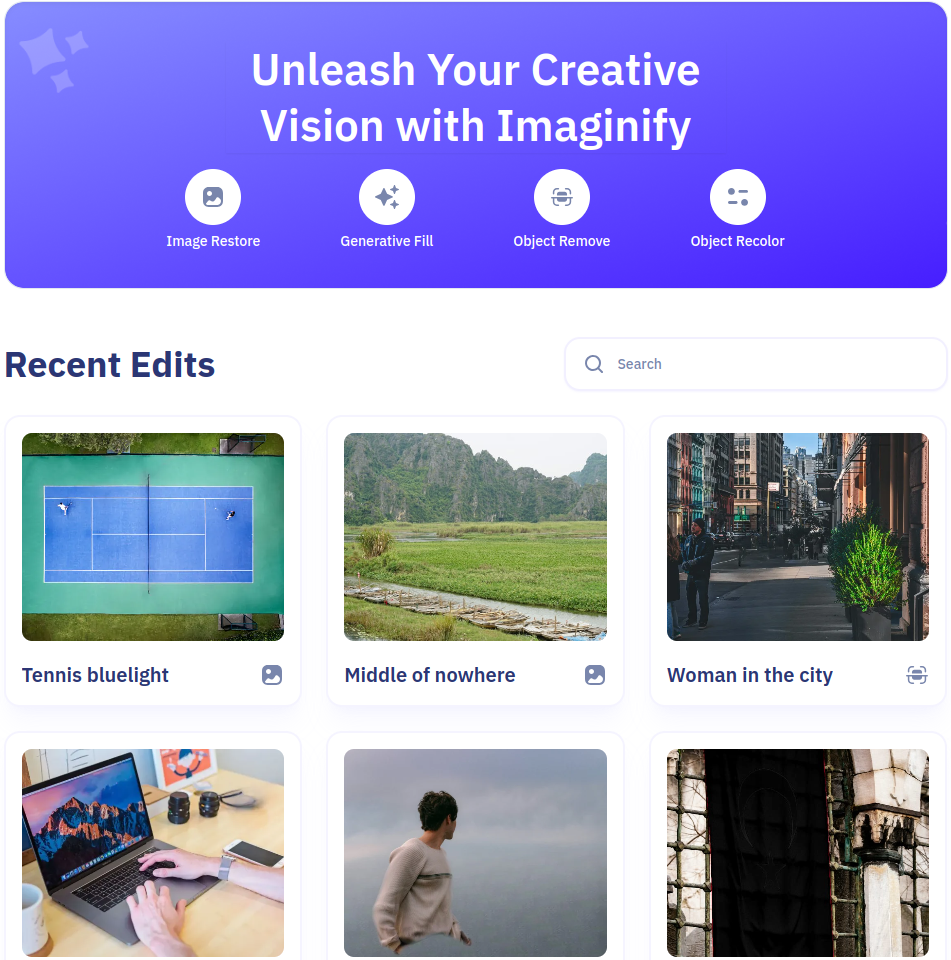 Unleash Your Creative
Vision with Imaginify
Image Restore
Generative Fill
Object Remove
Object Recolor
Recent Edits
Search
Tennis bluelight
Middle of nowhere
Woman in the city